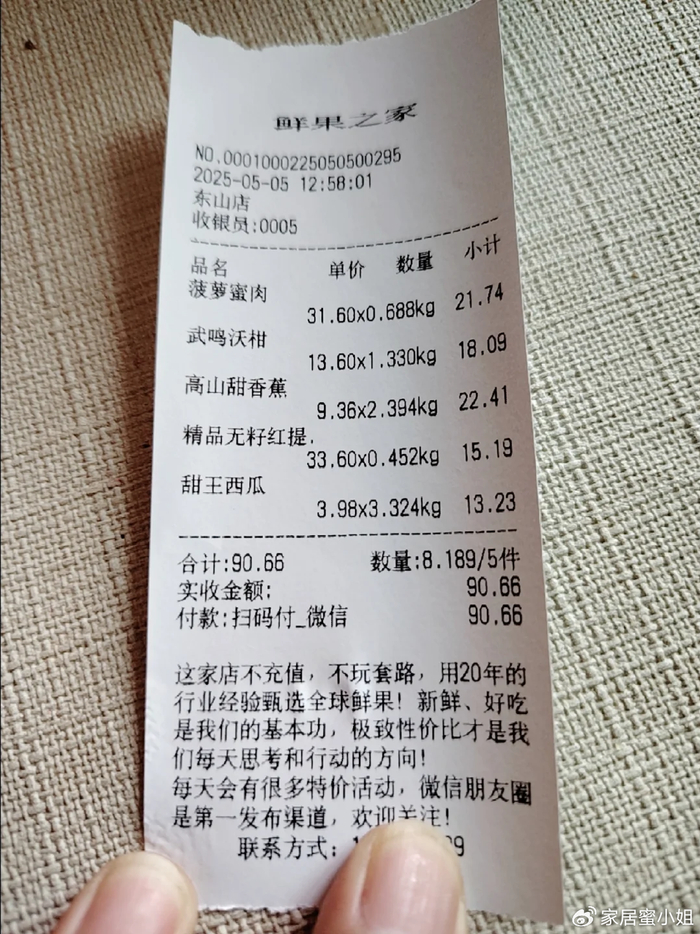 鲜果之家
NO.0001000225050500295
2025-05-05 12:58:01
东山店
收银员:0005
品名 单价 数量 小计
菠萝蜜肉
31.60x0.688kg 21.74
武鸣沃柑
13.60x1.330kg 18.09
高山甜香蕉
9.36x2.394kg 22.41
精品无籽红提.
33.60x0.452kg 15.19
甜王西瓜
3.98x3.324kg 13.23
合计:90.66 数量:8.189/5件
实收金额: 90.66
付款:扫码付_微信 90.66
这家店不充值，不玩套路，用20年的
行业经验甄选全球鲜果！新鲜、好吃
是我们的基本功，极致性价比才是我
们每天思考和行动的方向！
每天会有很多特价活动，微信朋友圈
是第一发布渠道，欢迎关注！
联系方式：
家居蜜小姐